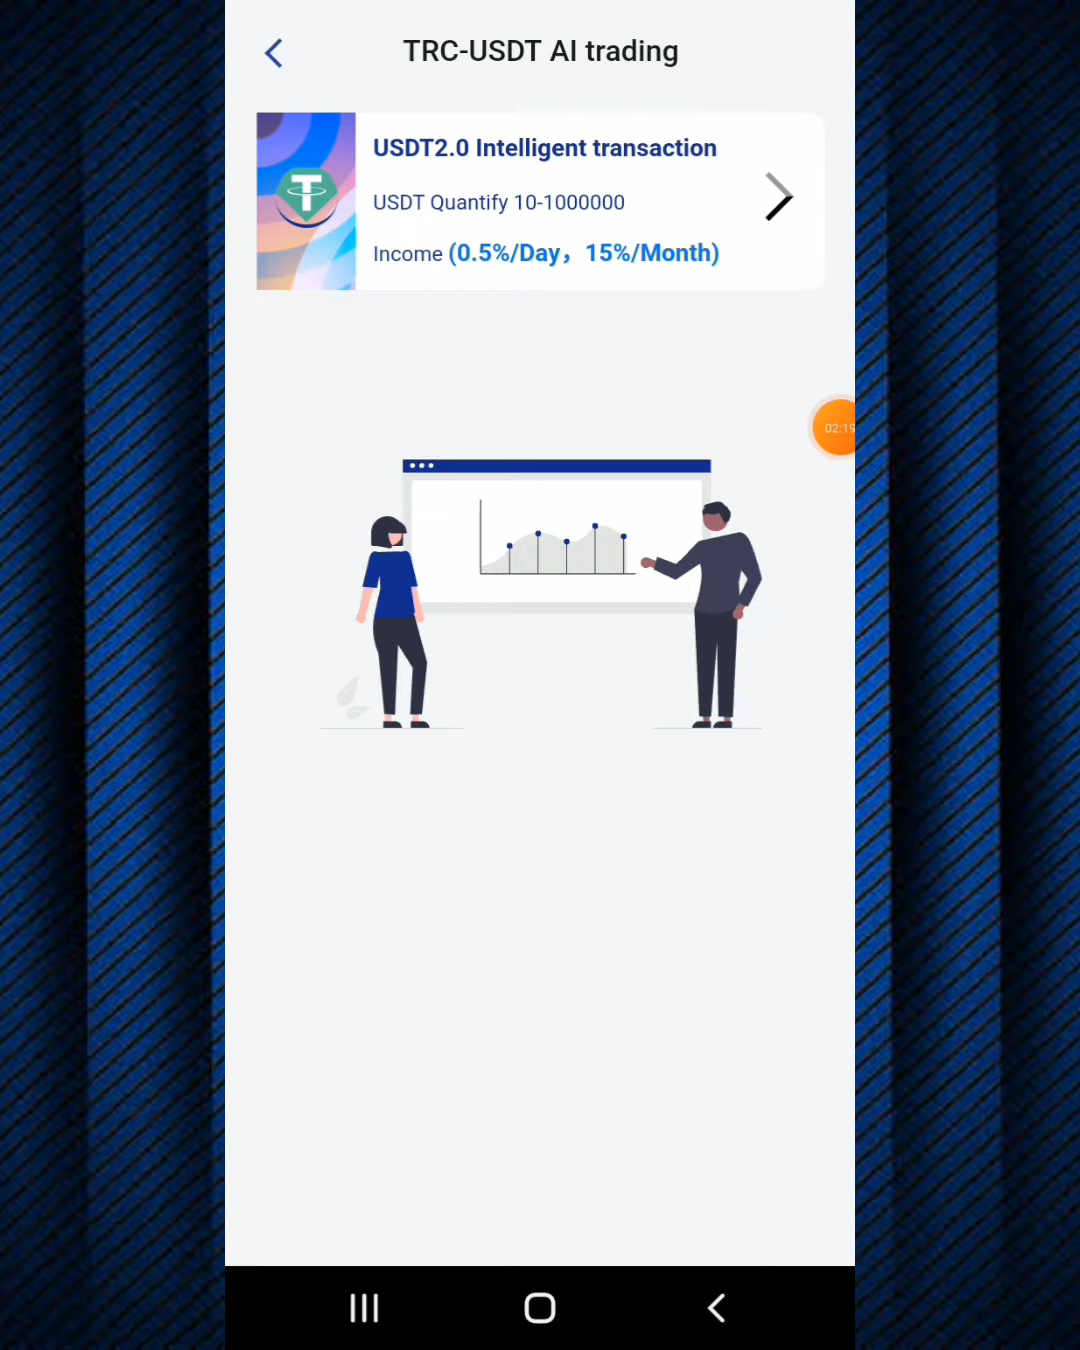 TRC-USDT AI trading
USDT2.0 Intelligent transaction
USDT Quantify 10-1000000
Income (0.5%/Day，15%/Month)
02:19